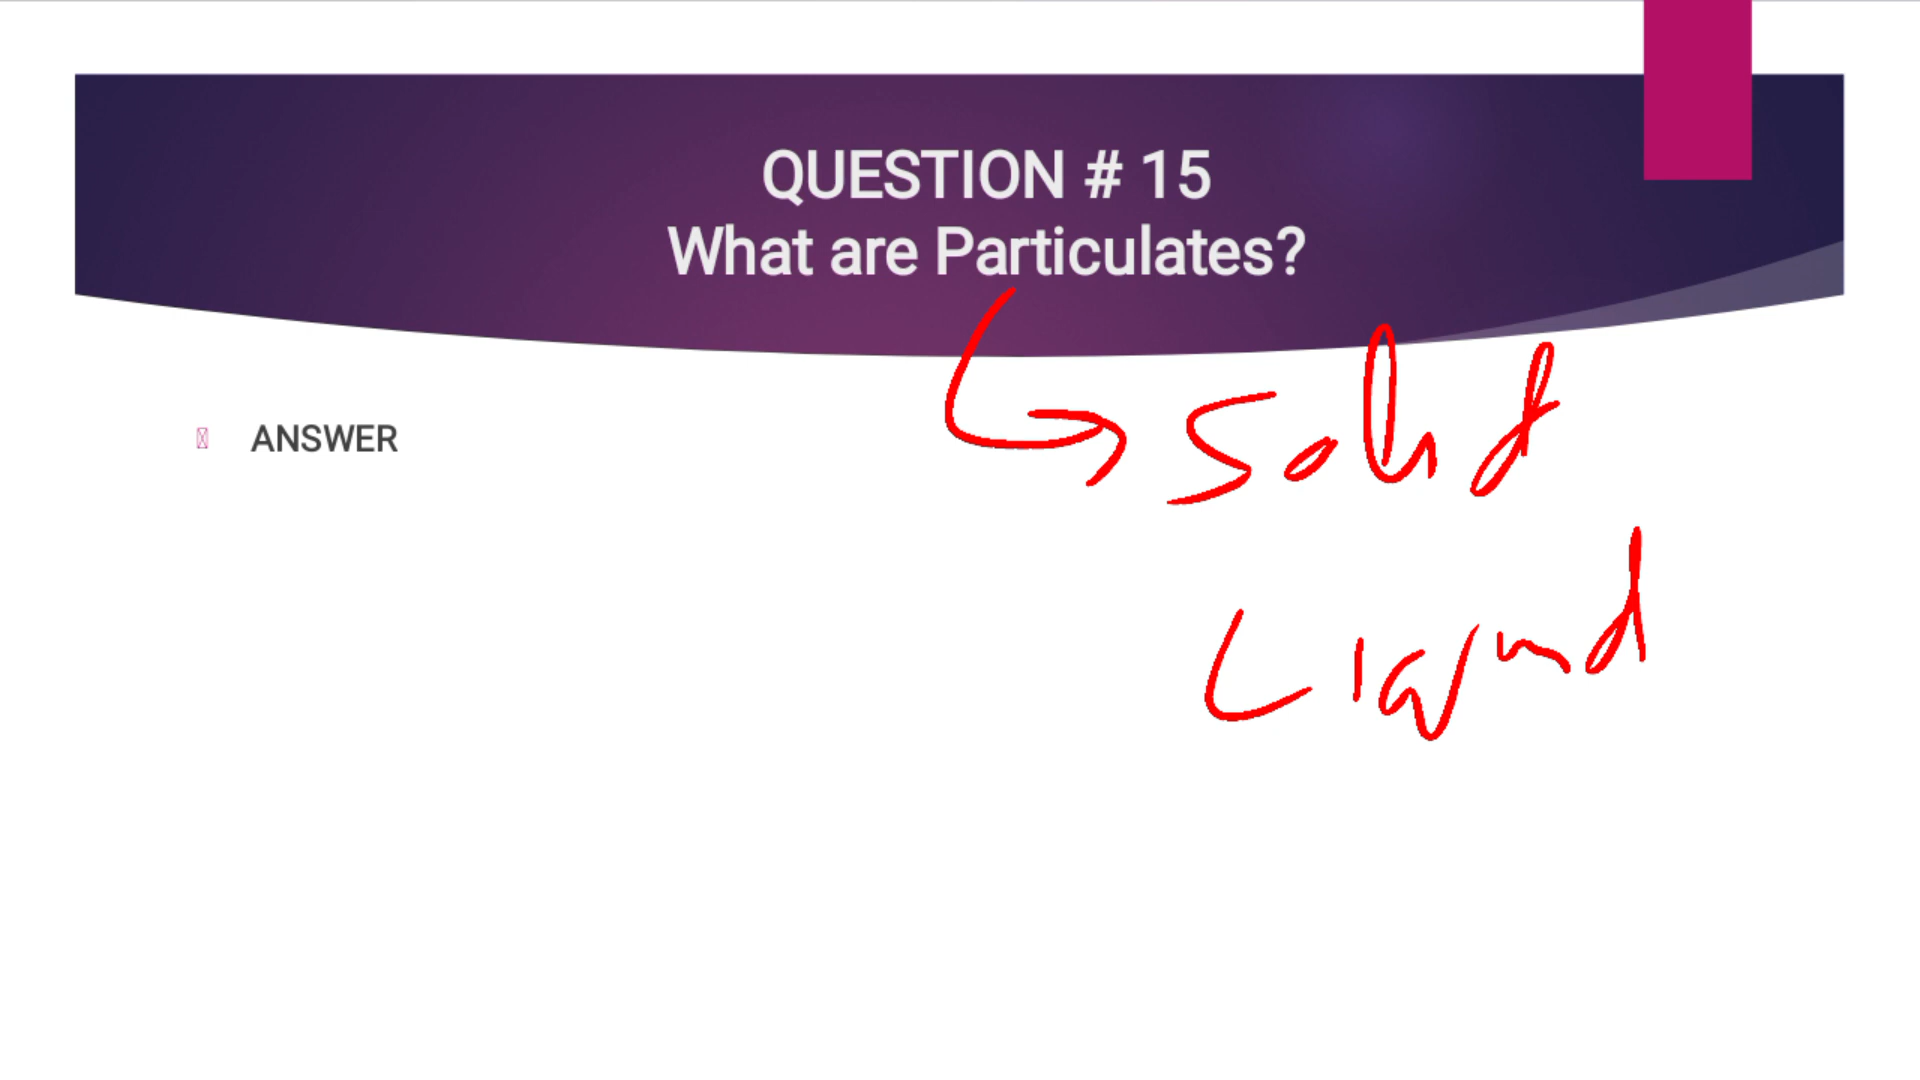 QUESTION # 15
What are Particulates?
ANSWER
Solid
Liquid